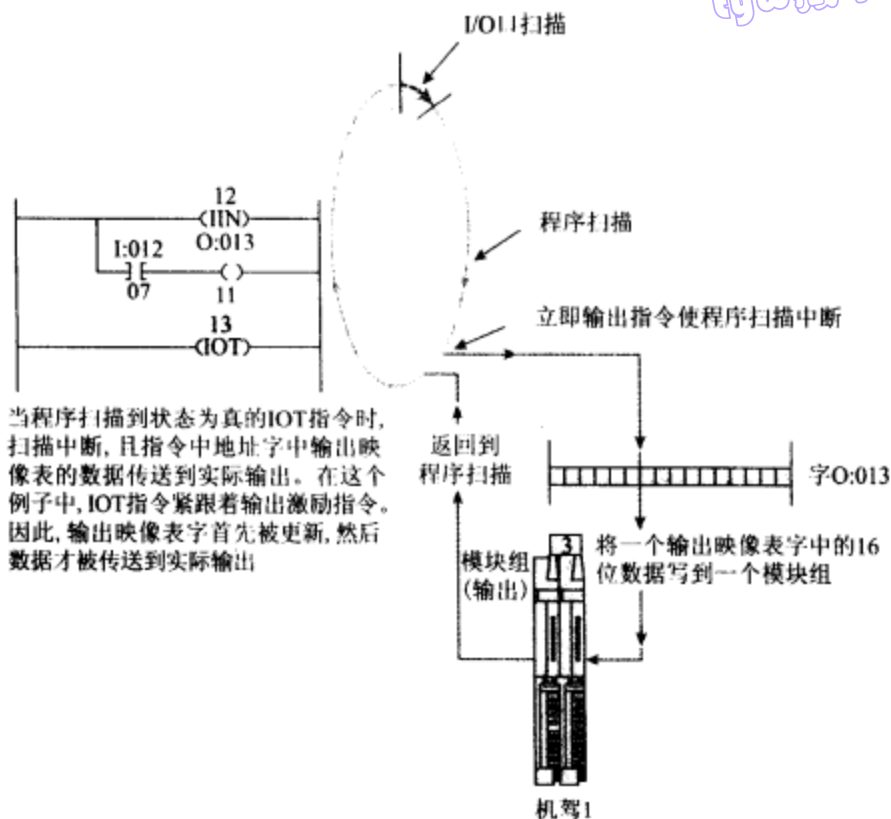 I/O口扫描
12
(IIN)
O:013
I:012
07
( )
11
13
(IOT)
程序扫描
立即输出指令使程序扫描中断
当程序扫描到状态为真的IOT指令时,
扫描中断,且指令中地址字中输出映
像表的数据传送到实际输出。在这个
例子中,IOT指令紧跟着输出激励指令。
因此,输出映像表字首先被更新,然后
数据才被传送到实际输出
返回到
程序扫描
字O:013
模块组
(输出)
3
将一个输出映像表字中的16
位数据写到一个模块组
机驾1